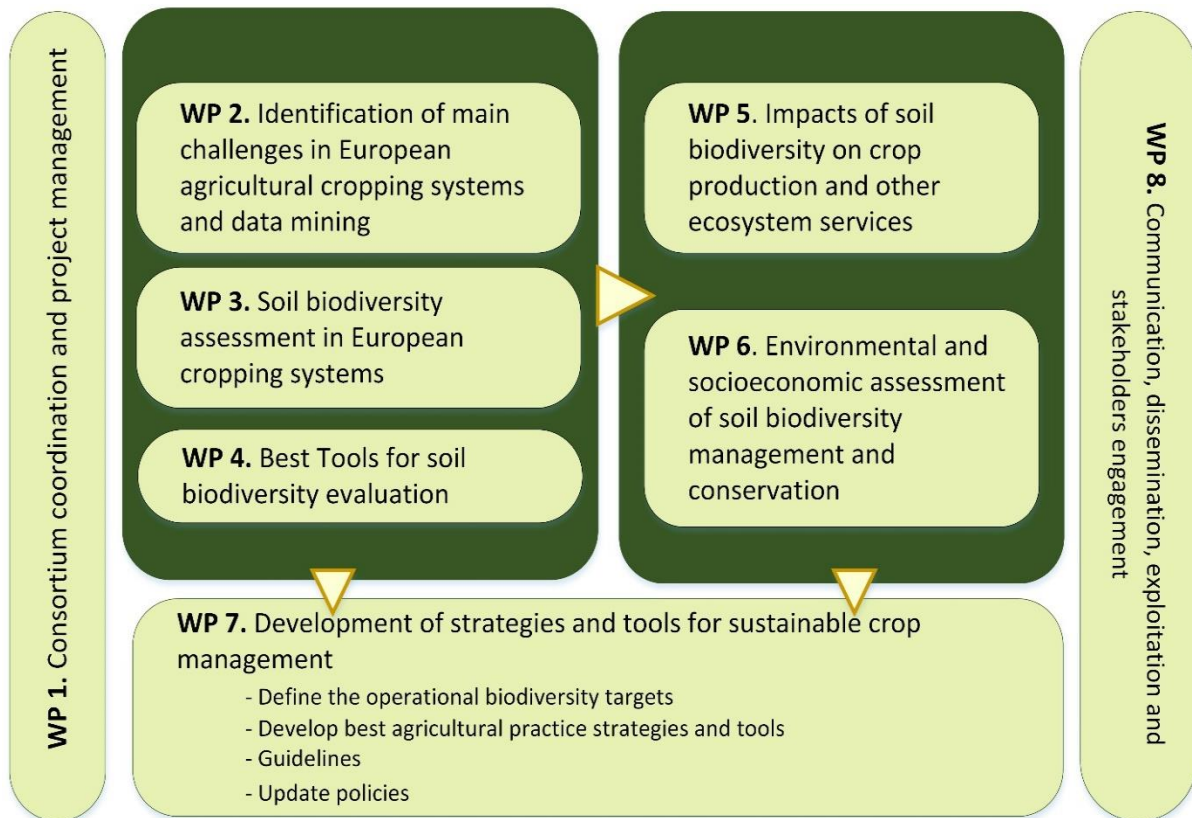 WP 1. Consortium coordination and project management
WP 2. Identification of main
challenges in European
agricultural cropping systems
and data mining
WP 3. Soil biodiversity
assessment in European
cropping systems
WP 4. Best Tools for soil
biodiversity evaluation
WP 5. Impacts of soil
biodiversity on crop
production and other
ecosystem services
WP 6. Environmental and
socioeconomic assessment
of soil biodiversity
management and
conservation
WP 7. Development of strategies and tools for sustainable crop
management
- Define the operational biodiversity targets
- Develop best agricultural practice strategies and tools
- Guidelines
- Update policies
WP 8. Communication, dissemination, exploitation and
stakeholders engagement